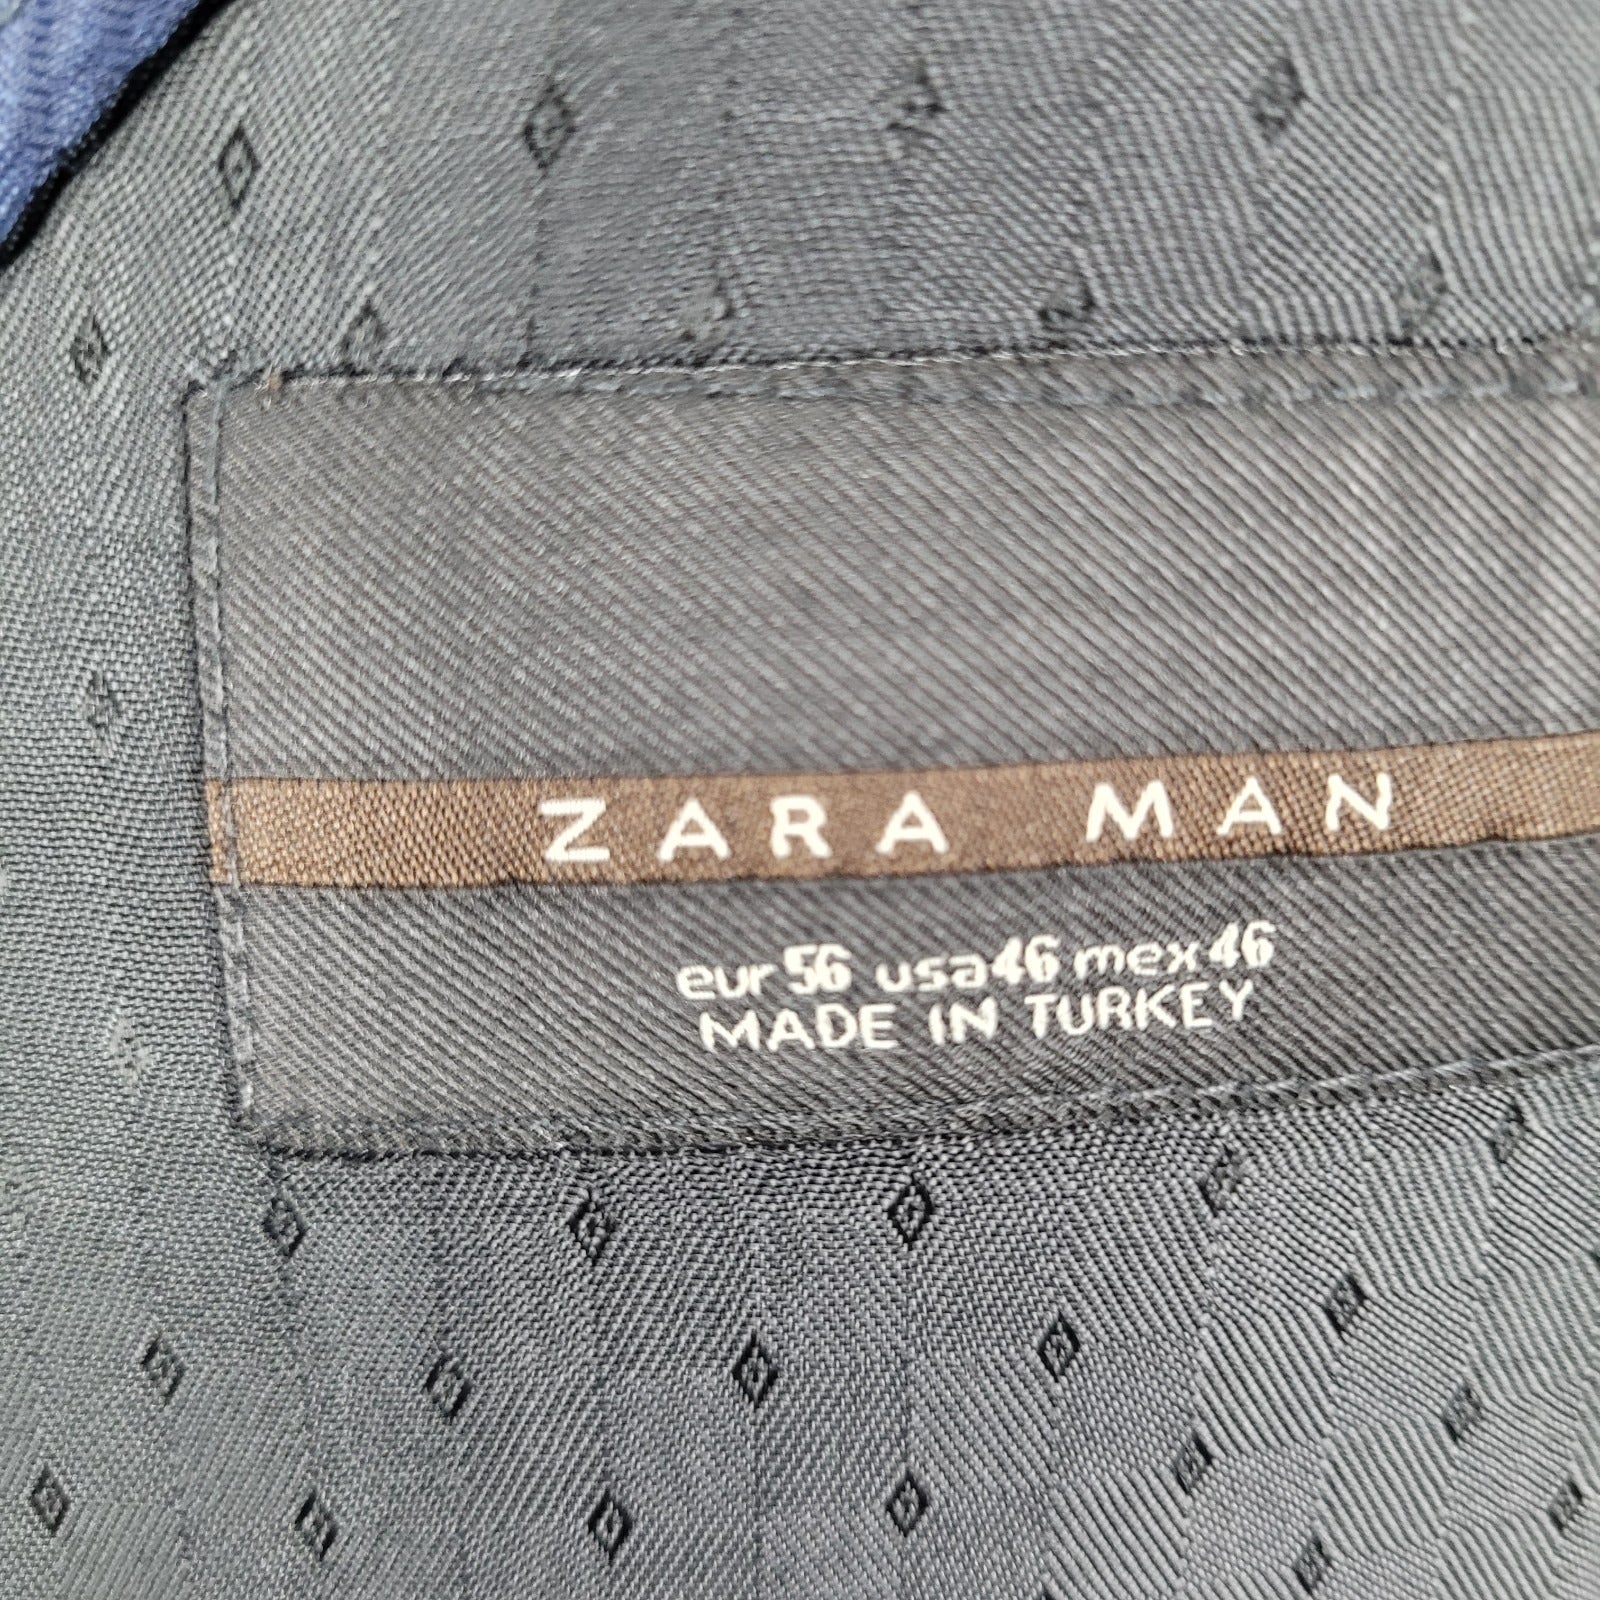 ZARA MAN
eur 56 usa 46 mex 46
MADE IN TURKEY